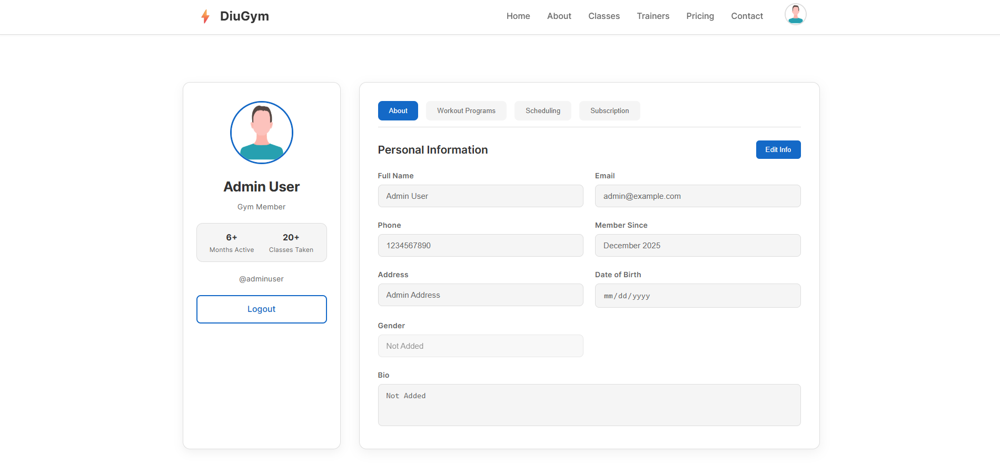 DiuGym
Home
About
Classes
Trainers
Pricing
Contact
Admin User
Gym Member
6+
20+
Months Active
Classes Taken
@adminuser
Logout
About
Workout Programs
Scheduling
Subscription
Personal Information
Edit Info
Full Name
Email
Admin User
admin@example.com
Phone
Member Since
1234567890
December 2025
Address
Date of Birth
Admin Address
mm/dd/yyyy
Gender
Not Added
Bio
Not Added